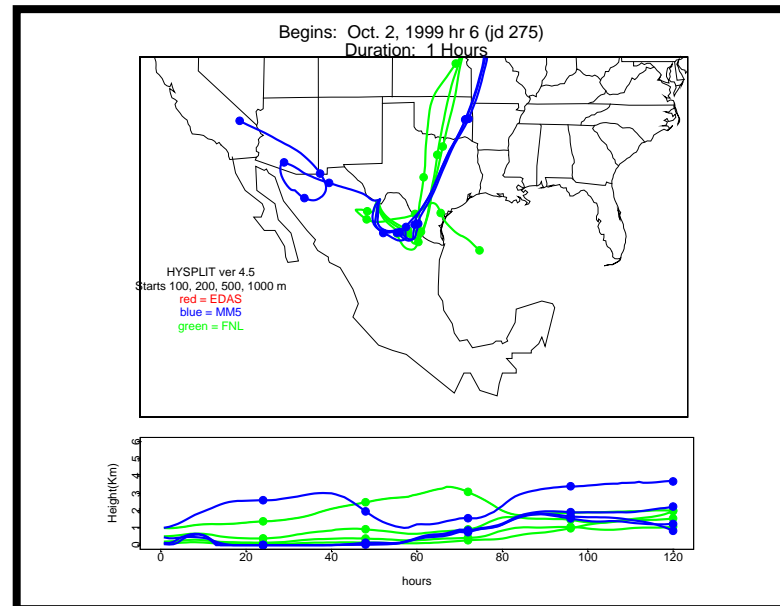 Begins: Oct. 2, 1999 hr 6 (jd 275)
Duration: 1 Hours
HYSPLIT ver 4.5
Starts 100, 200, 500, 1000 m
red = EDAS
blue = MM5
green = FNL
Height(Km)
6
5
4
3
2
1
0
0 20 40 60 80 100 120
hours